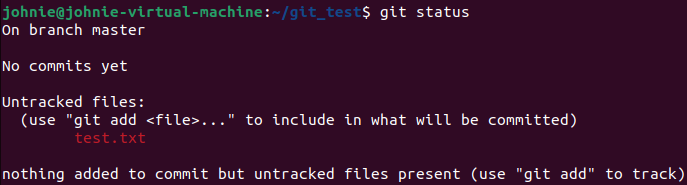 johnie@johnie-virtual-machine:~/git_test$ git status
On branch master
No commits yet
Untracked files:
(use "git add <file>..." to include in what will be committed)
test.txt
nothing added to commit but untracked files present (use "git add" to track)